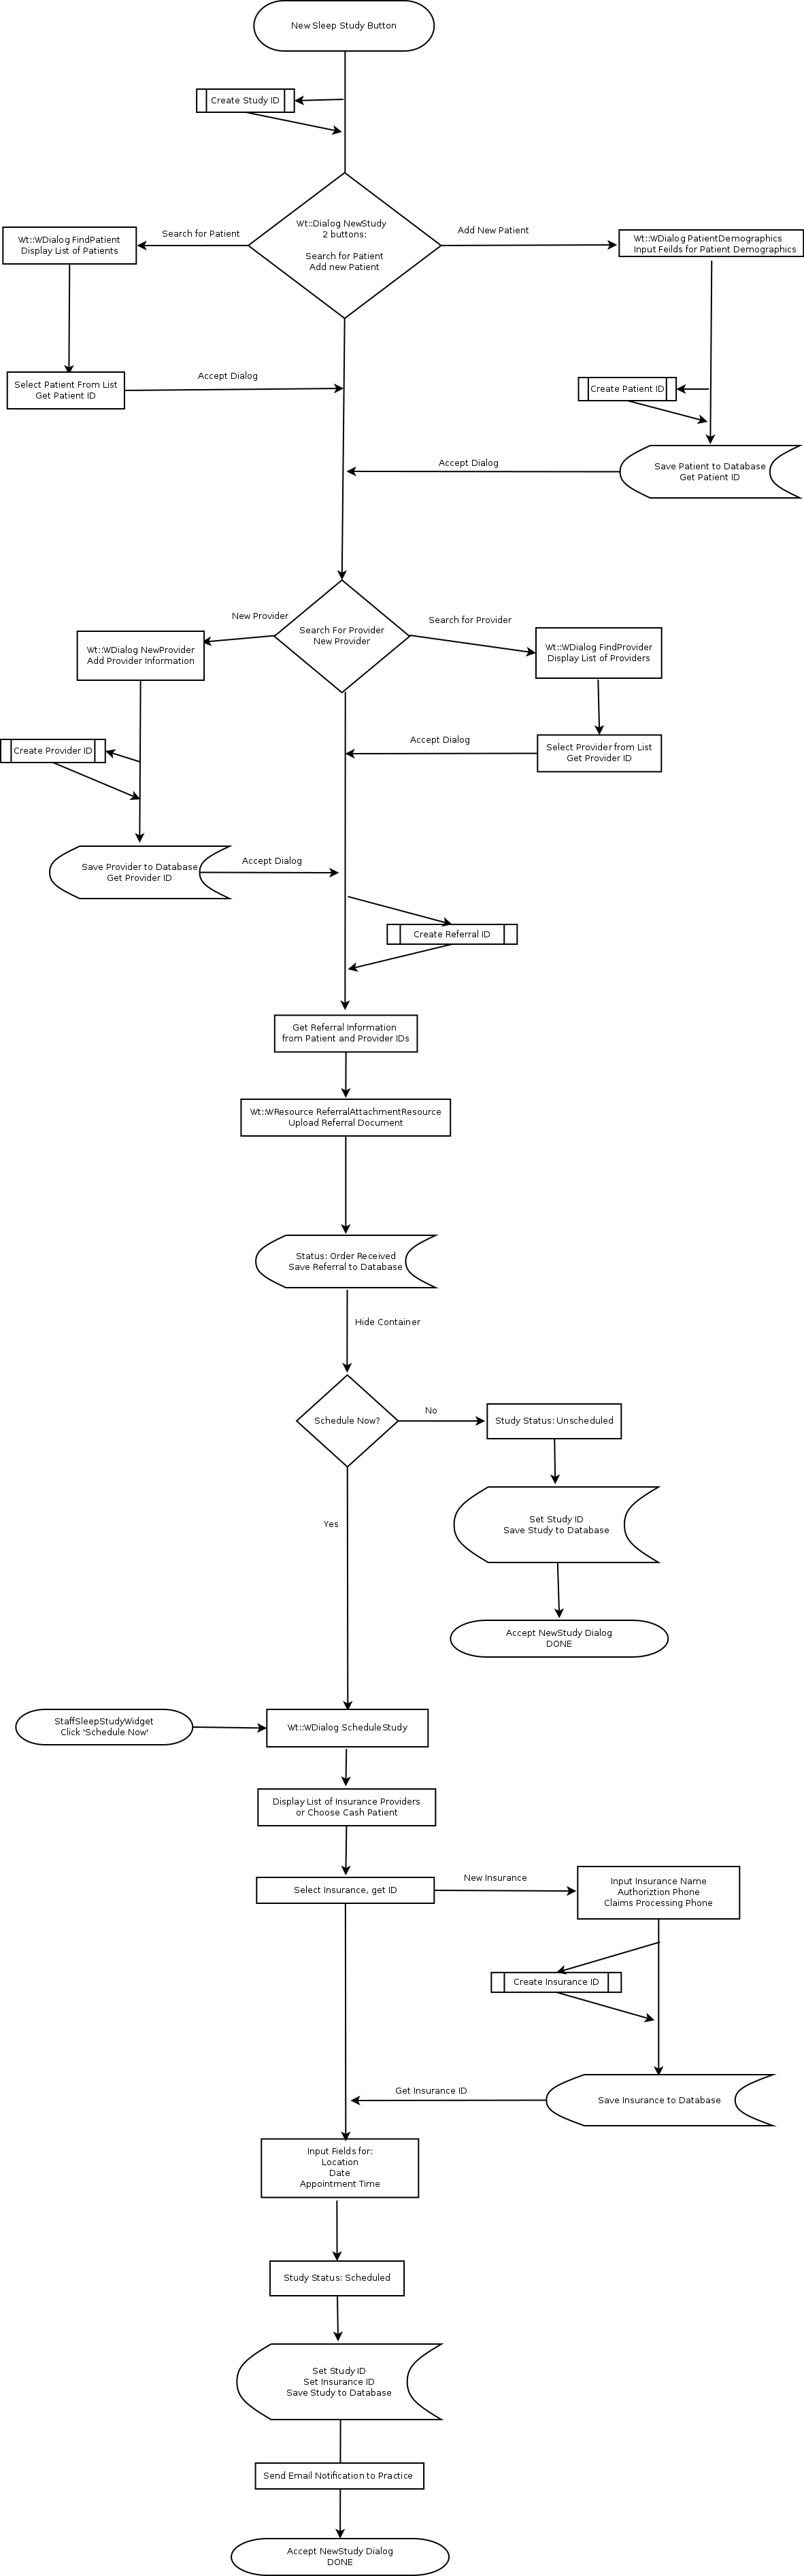 New Sleep Study Button
Create Study ID
Wt::Dialog NewStudy
2 buttons:
Search for Patient
Add new Patient
Search for Patient
Add New Patient
Wt::WDialog FindPatient
Display List of Patients
Wt::WDialog PatientDemographics
Input Feilds for Patient Demographics
Select Patient From List
Get Patient ID
Accept Dialog
Create Patient ID
Save Patient to Database
Get Patient ID
Accept Dialog
Search For Provider
New Provider
New Provider
Search for Provider
Wt::WDialog NewProvider
Add Provider Information
Wt::WDialog FindProvider
Display List of Providers
Create Provider ID
Accept Dialog
Select Provider from List
Get Provider ID
Save Provider to Database
Get Provider ID
Accept Dialog
Create Referral ID
Get Referral Information
from Patient and Provider IDs
Wt::WResource ReferralAttachmentResource
Upload Referral Document
Status: Order Received
Save Referral to Database
Hide Container
Schedule Now?
No
Study Status: Unscheduled
Set Study ID
Save Study to Database
Yes
Accept NewStudy Dialog
DONE
StaffSleepStudyWidget
Click 'Schedule Now'
Wt::WDialog ScheduleStudy
Display List of Insurance Providers
or Choose Cash Patient
Select Insurance, get ID
New Insurance
Input Insurance Name
Authoriztion Phone
Claims Processing Phone
Create Insurance ID
Get Insurance ID
Save Insurance to Database
Input Fields for:
Location
Date
Appointment Time
Study Status: Scheduled
Set Study ID
Set Insurance ID
Save Study to Database
Send Email Notification to Practice
Accept NewStudy Dialog
DONE